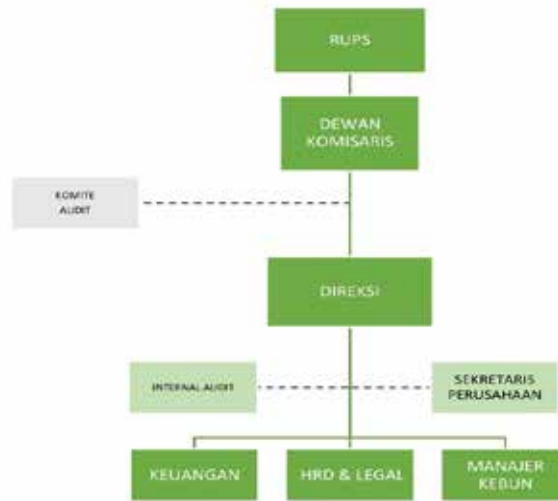 RUPS
DEWAN
KOMISARIS
KOMITE
AUDIT
DIREKSI
INTERNAL AUDIT
SEKRETARIS
PERUSAHAAN
KEUANGAN
HRD & LEGAL
MANAJER
KEBUN